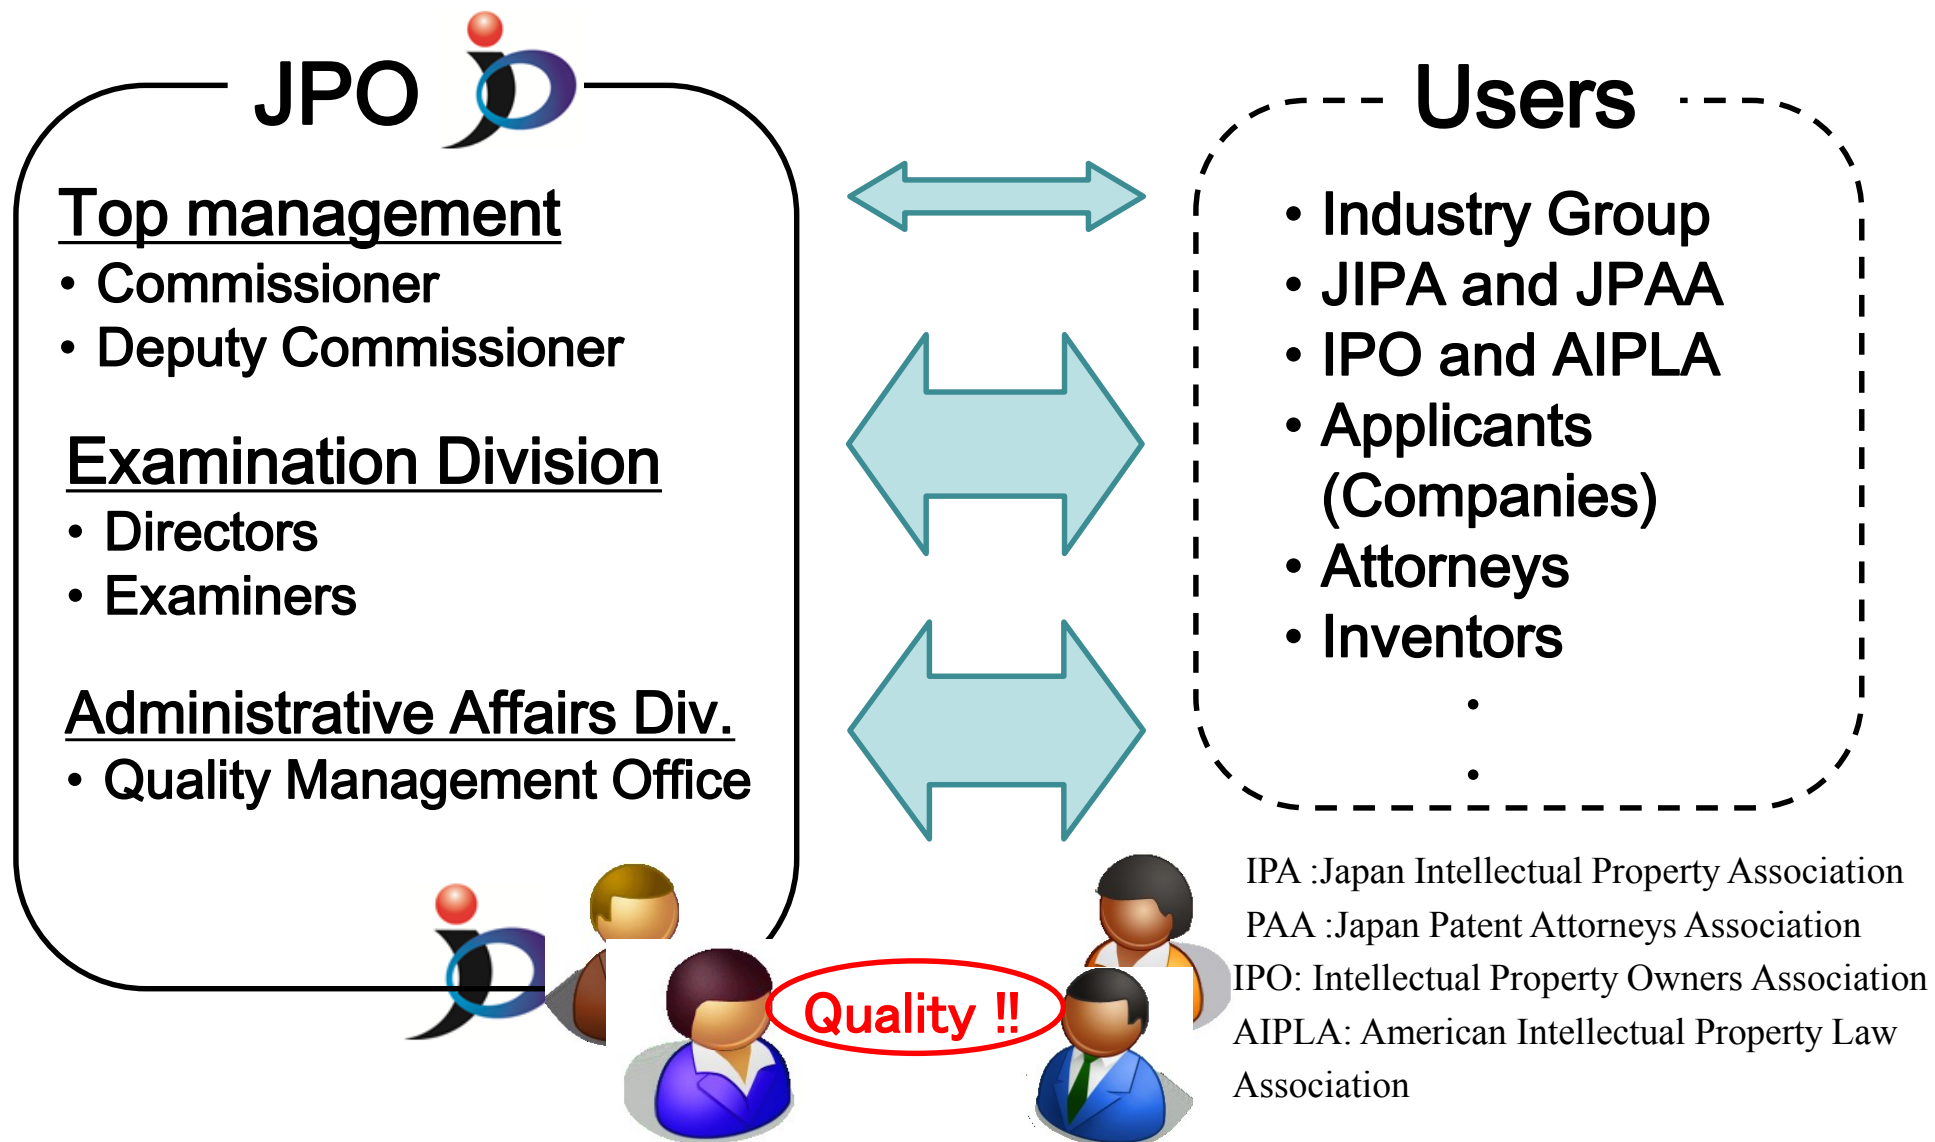 JPO
Top management
• Commissioner
• Deputy Commissioner
Examination Division
• Directors
• Examiners
Administrative Affairs Div.
• Quality Management Office
Users
• Industry Group
• JIPA and JPAA
• IPO and AIPLA
• Applicants
(Companies)
• Attorneys
• Inventors
・
・
Quality !!
IPA :Japan Intellectual Property Association
PAA :Japan Patent Attorneys Association
IPO: Intellectual Property Owners Association
AIPLA: American Intellectual Property Law
Association